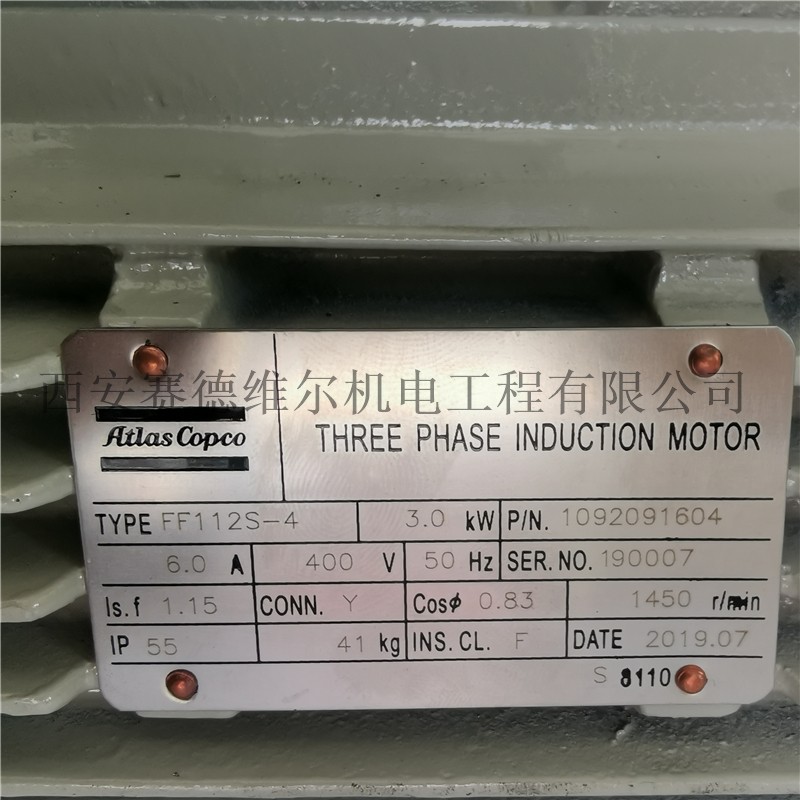 西安赛德维尔机电工程有限公司
Atlas Copco
THREE PHASE INDUCTION MOTOR
TYPE FF112S-4 3.0 kW P/N. 1092091604
6.0 A 400 V 50 Hz SER. NO. 190007
Is.f 1.15 CONN. Y Cosϕ 0.83 1450 r/min
IP 55 41 kg INS. CL. F DATE 2019.07
S 8110